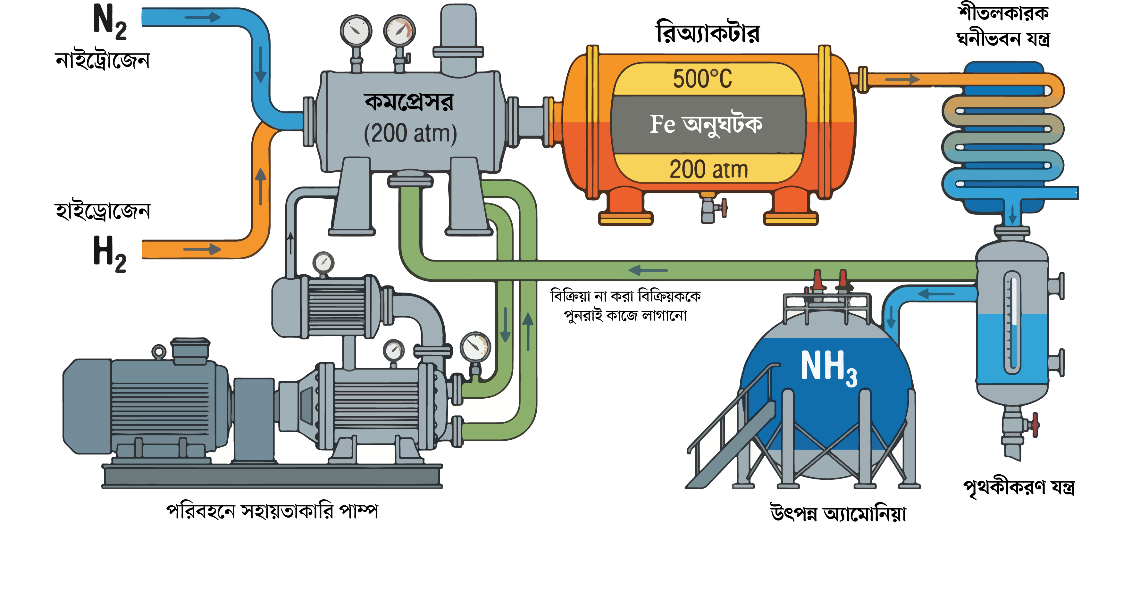 N₂
নাইট্রোজেন
হাইড্রোজেন
H₂
কমপ্রেসর
(200 atm)
রিঅ্যাকটার
500°C
Fe অনুঘটক
200 atm
শীতলকারক
ঘনীভবন যন্ত্র
বিক্রিয়া না করা বিক্রিয়ককে
পুনরাই কাজে লাগানো
NH₃
পৃথকীকরণ যন্ত্র
পরিবহনে সহায়তাকারি পাম্প
উৎপন্ন অ্যামোনিয়া